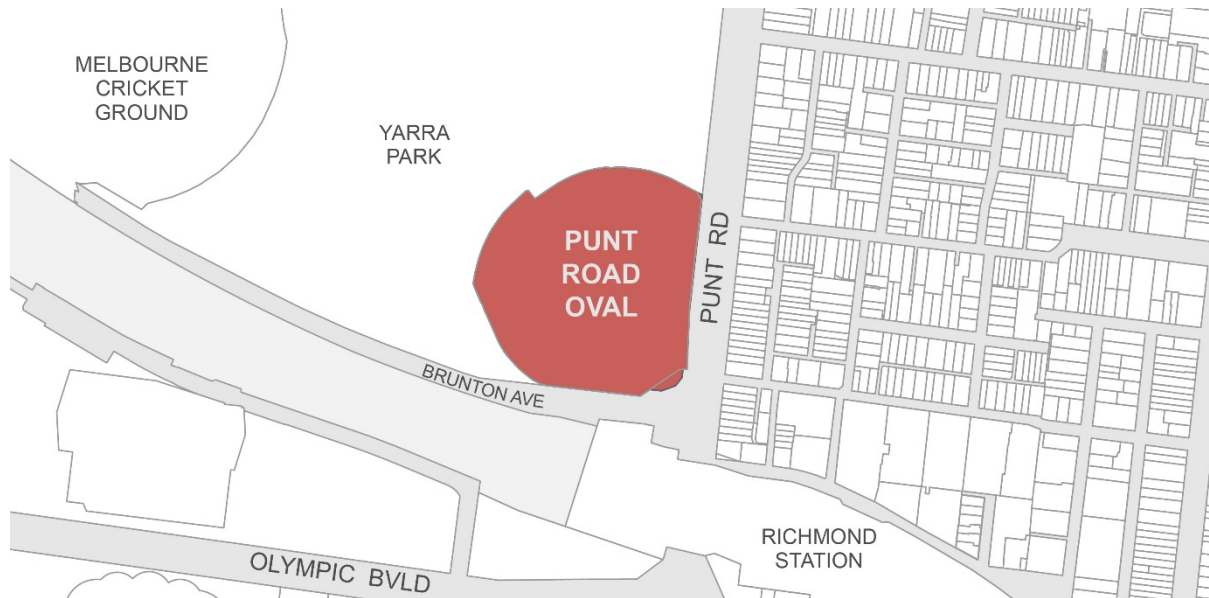 MELBOURNE
CRICKET
GROUND
YARRA
PARK
PUNT
ROAD
OVAL
PUNT RD
BRUNTON AVE
RICHMOND
STATION
OLYMPIC BVLD